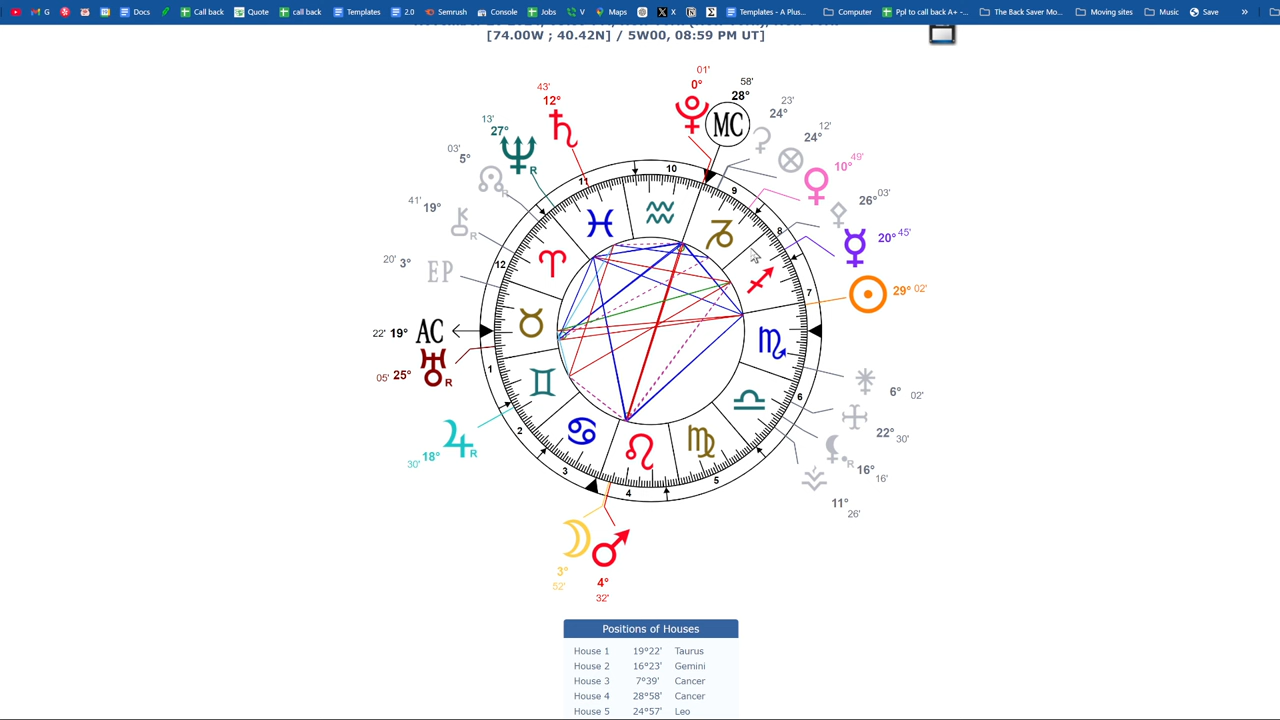 G
Docs
Call back
Quote
call back
Templates
2.0
Semrush
Console
Jobs
V
Maps
X
Templates - A Plus...
Computer
Ppl to call back A+ -...
The Back Saver Mo...
Moving sites
Music
Save
»
[74.00W ; 40.42N] / 5W00, 08:59 PM UT]
01'
0°
58'
28°
MC
23'
24°
12'
24°
49'
10°
03'
26°
45'
20°
29° 02'
43'
12°
13'
27°
R
03'
5°
R
41' 19°
R
20' 3°
EP
22' 19° AC
05' 25°
R
30' 18°
R
3°
52'
4°
32'
6° 02'
22° 30'
R 16° 16'
11° 26'
1
2
3
4
5
6
7
8
9
10
11
12
Positions of Houses
House 1 19°22' Taurus
House 2 16°23' Gemini
House 3 7°39' Cancer
House 4 28°58' Cancer
House 5 24°57' Leo